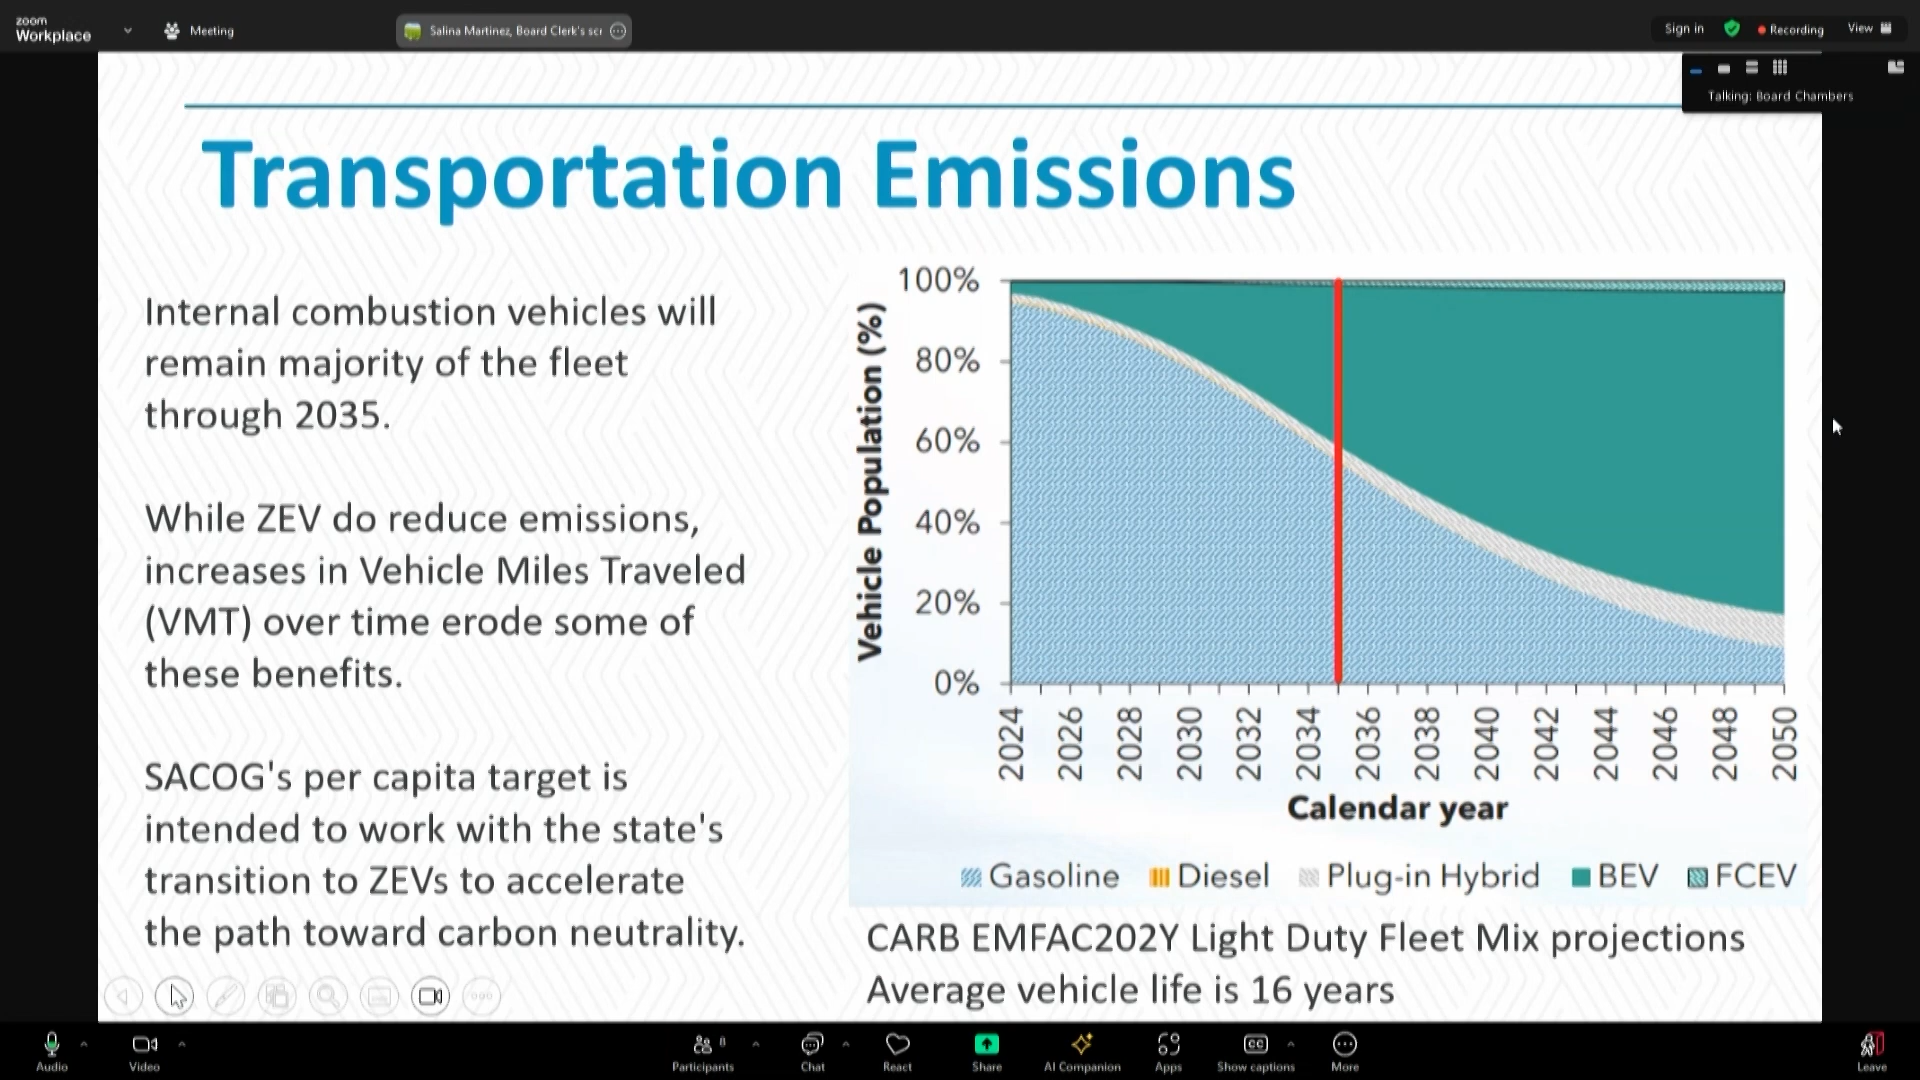 zoom
Workplace
Meeting
Salina Martinez, Board Clerk's scr
Sign in
Recording
View
Talking: Board Chambers
Transportation Emissions
Internal combustion vehicles will
remain majority of the fleet
through 2035.
While ZEV do reduce emissions,
increases in Vehicle Miles Traveled
(VMT) over time erode some of
these benefits.
SACOG's per capita target is
intended to work with the state's
transition to ZEVs to accelerate
the path toward carbon neutrality.
Vehicle Population (%)
100%
80%
60%
40%
20%
0%
2024 2026 2028 2030 2032 2034 2036 2038 2040 2042 2044 2046 2048 2050
Calendar year
Gasoline Diesel Plug-in Hybrid BEV FCEV
CARB EMFAC202Y Light Duty Fleet Mix projections
Average vehicle life is 16 years
Audio
Video
Participants
8
Chat
React
Share
AI Companion
Apps
CC
Show captions
More
Leave